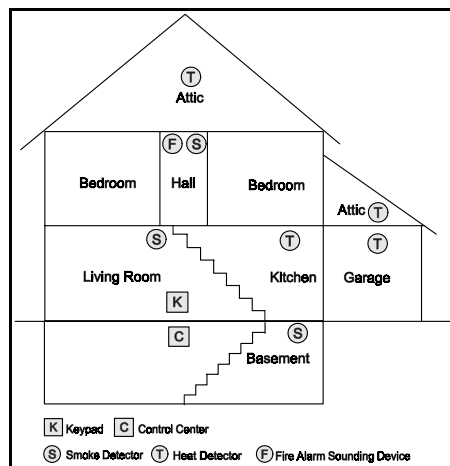 T
Attic
F S
Bedroom Hall Bedroom
Attic T
S T T
Living Room KItchen Garage
K
C S
Basement
K Keypad C Control Center
S Smoke Detector T Heat Detector F Fire Alarm Sounding Device